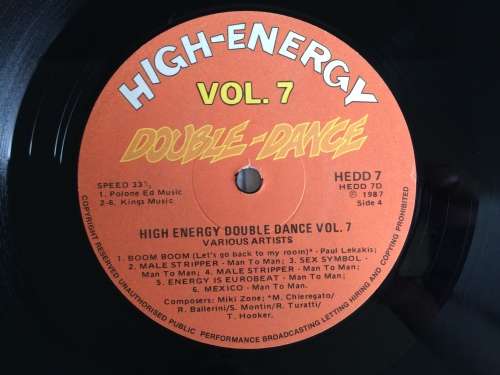 HIGH-ENERGY
VOL. 7
DOUBLE-DANCE
SPEED 33⅓
1. Polone Ed Music
2-6. Kings Music
HEDD 7
HEDD 7D
℗ 1987
Side 4
HIGH ENERGY DOUBLE DANCE VOL. 7
VARIOUS ARTISTS
1. BOOM BOOM (Let's go back to my room)* - Paul Lekakis;
2. MALE STRIPPER - Man To Man; 3. SEX SYMBOL -
Man To Man; 4. MALE STRIPPER - Man To Man;
5. ENERGY IS EUROBEAT - Man To Man;
6. MEXICO - Man To Man.
Composers: Miki Zone; *M. Chieregato/
R. Ballerini/S. Montin/R. Turatti/
T. Hooker.
COPYRIGHT RESERVED UNAUTHORISED PUBLIC PERFORMANCE BROADCASTING LETTING HIRING AND COPYING PROHIBITED